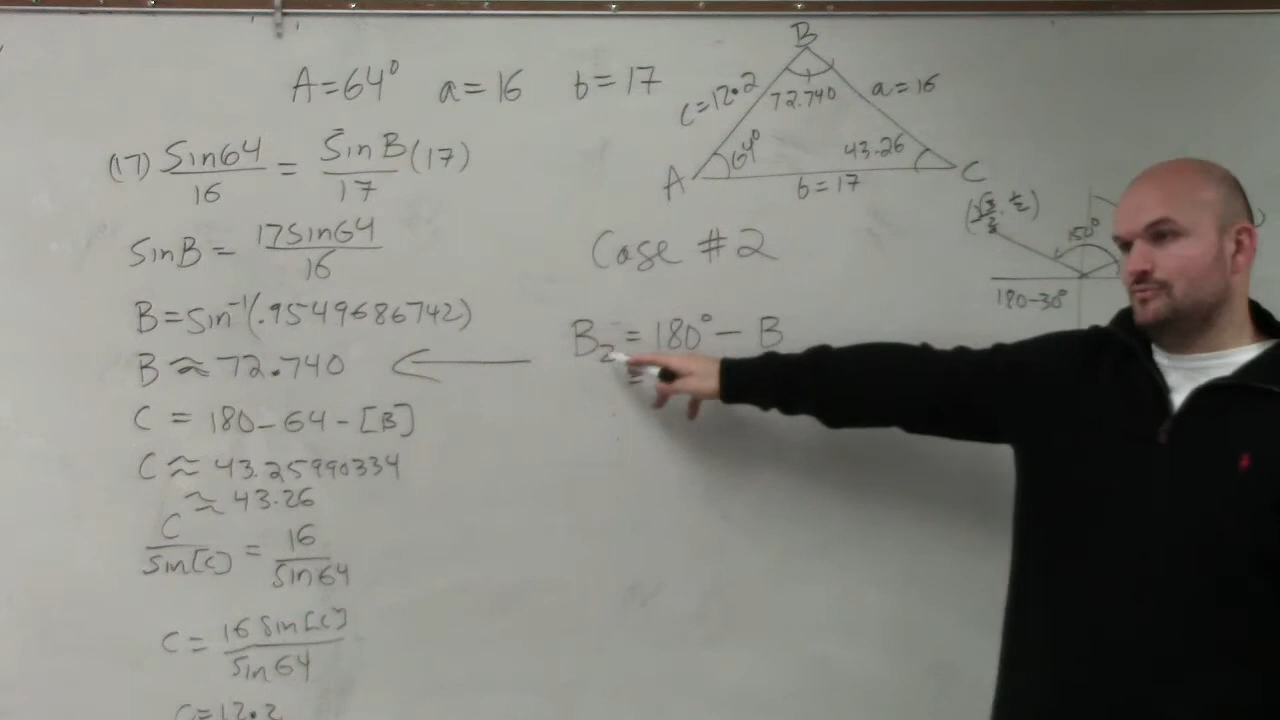 A=64° a=16 b=17
(17) Sin64/16 = SinB/17 (17)
SinB = 17Sin64/16
B=Sin⁻¹(.9549686742)
B≈72.740
C = 180-64-[B]
C≈43.25990334
≈43.26
C/Sin[C] = 16/Sin64
C=16 Sin[C]/Sin64
C=12.2
B
c=12.2
72.740
a=16
64°
43.26
A
b=17
C
Case #2
B₂ = 180° - B
=
150°
180-30°